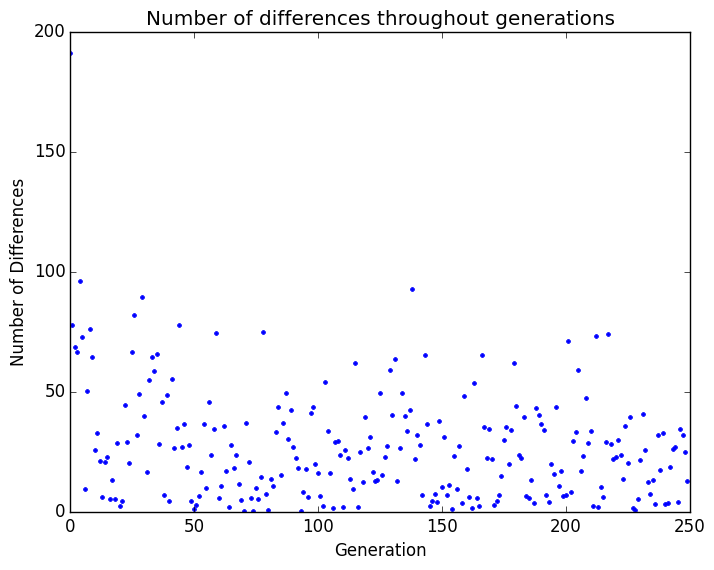 Number of differences throughout generations
200
150
100
50
0
Number of Differences
0 50 100 150 200 250
Generation